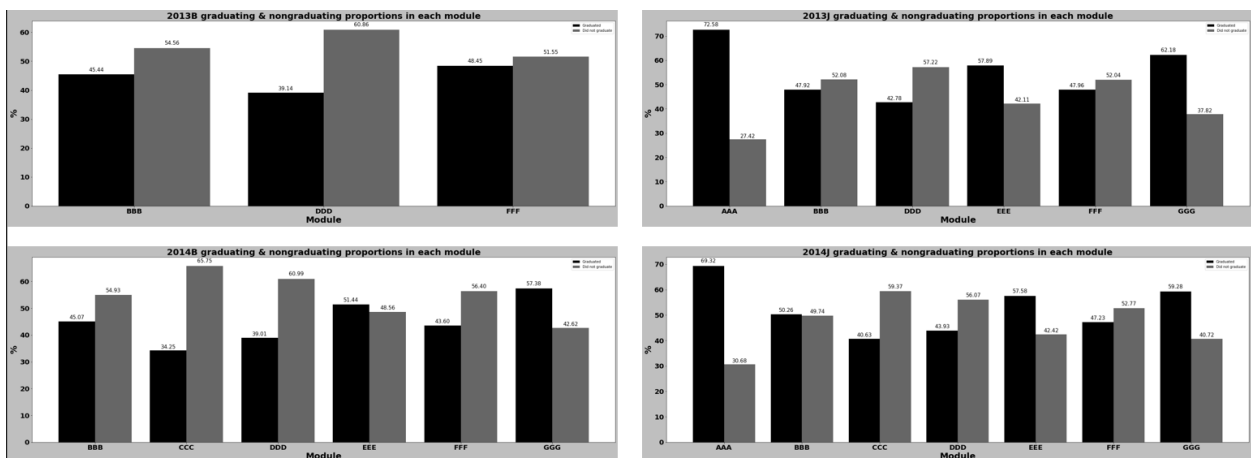 2013B graduating & nongraduating proportions in each module
Graduated
Did not graduate
60
50
40
30
20
10
0
%
45.44
54.56
39.14
60.86
48.45
51.55
BBB
DDD
FFF
Module
2013J graduating & nongraduating proportions in each module
Graduated
Did not graduate
70
60
50
40
30
20
10
0
%
72.58
27.42
47.92
52.08
42.78
57.22
57.89
42.11
47.96
52.04
62.18
37.82
AAA
BBB
DDD
EEE
FFF
GGG
Module
2014B graduating & nongraduating proportions in each module
Graduated
Did not graduate
60
50
40
30
20
10
0
%
45.07
54.93
34.25
65.75
39.01
60.99
51.44
48.56
43.60
56.40
57.38
42.62
BBB
CCC
DDD
EEE
FFF
GGG
Module
2014J graduating & nongraduating proportions in each module
Graduated
Did not graduate
70
60
50
40
30
20
10
0
%
69.32
30.68
50.26
49.74
40.63
59.37
43.93
56.07
57.58
42.42
47.23
52.77
59.28
40.72
AAA
BBB
CCC
DDD
EEE
FFF
GGG
Module